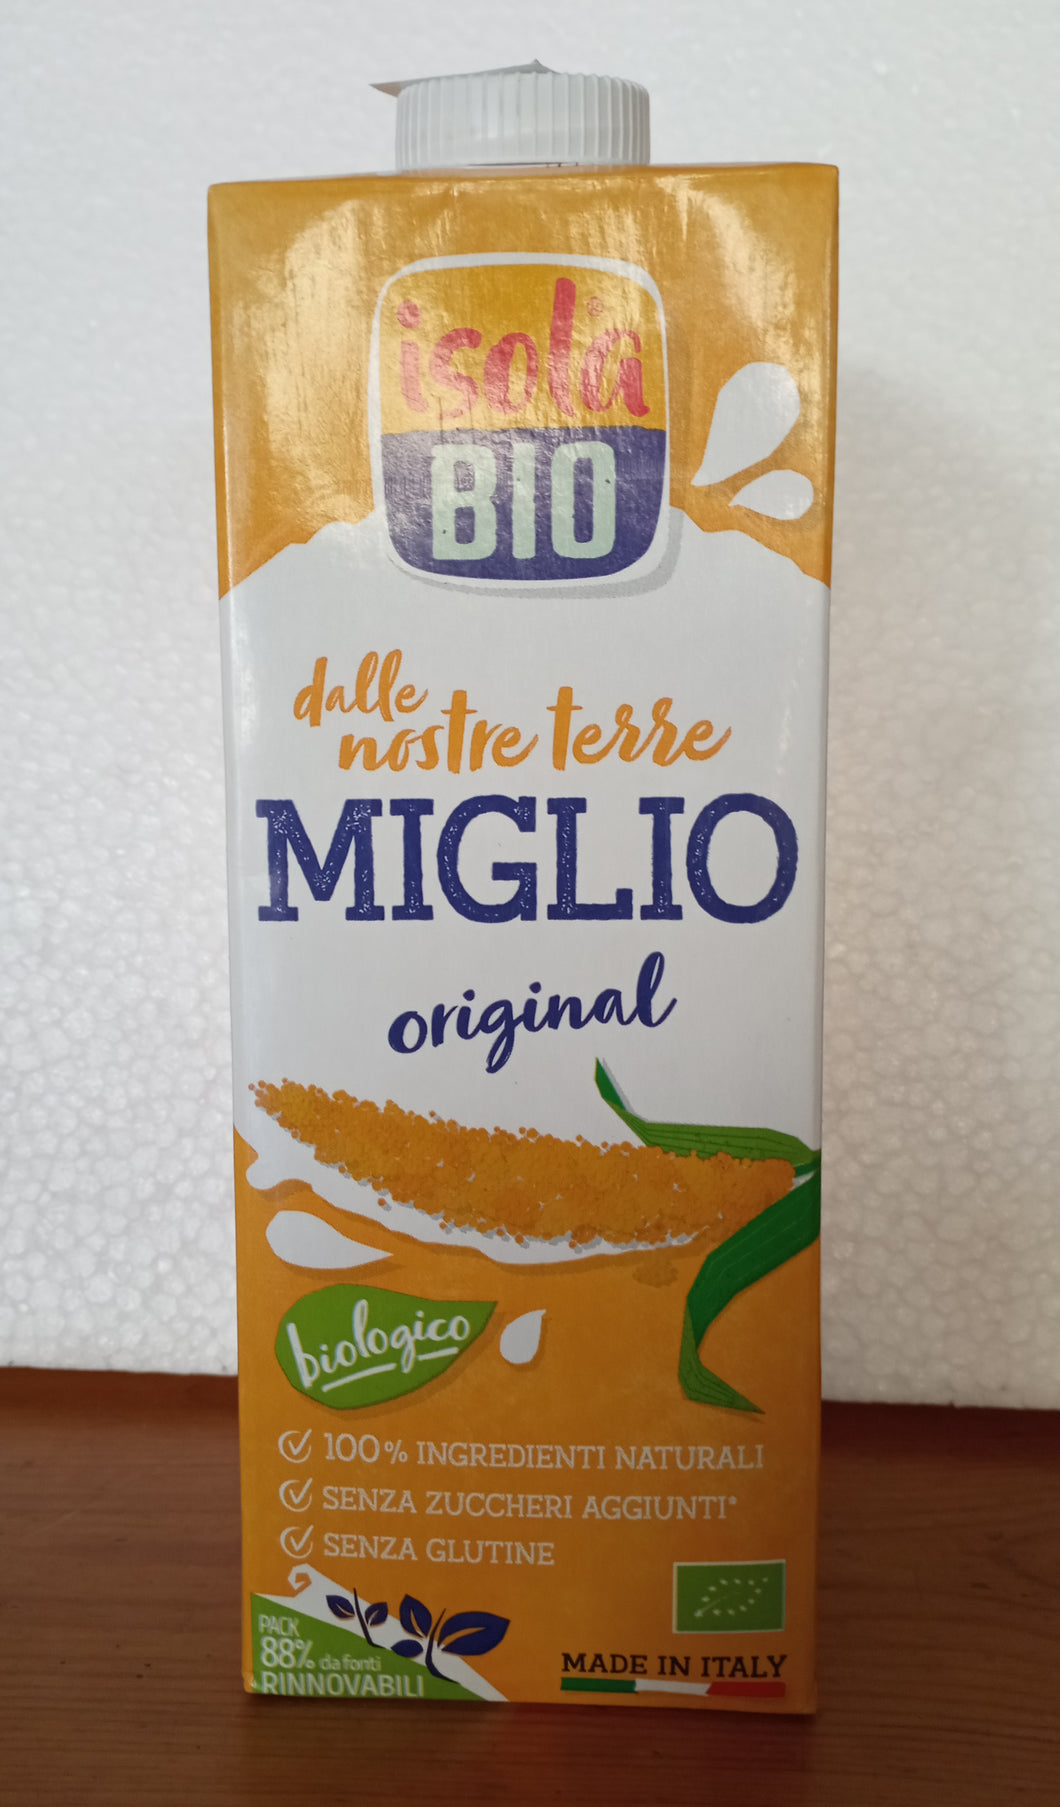 isola®
BIO
dalle
nostre terre
MIGLIO
original
biologico
100% INGREDIENTI NATURALI
SENZA ZUCCHERI AGGIUNTI*
SENZA GLUTINE
PACK
88% da fonti
RINNOVABILI
MADE IN ITALY